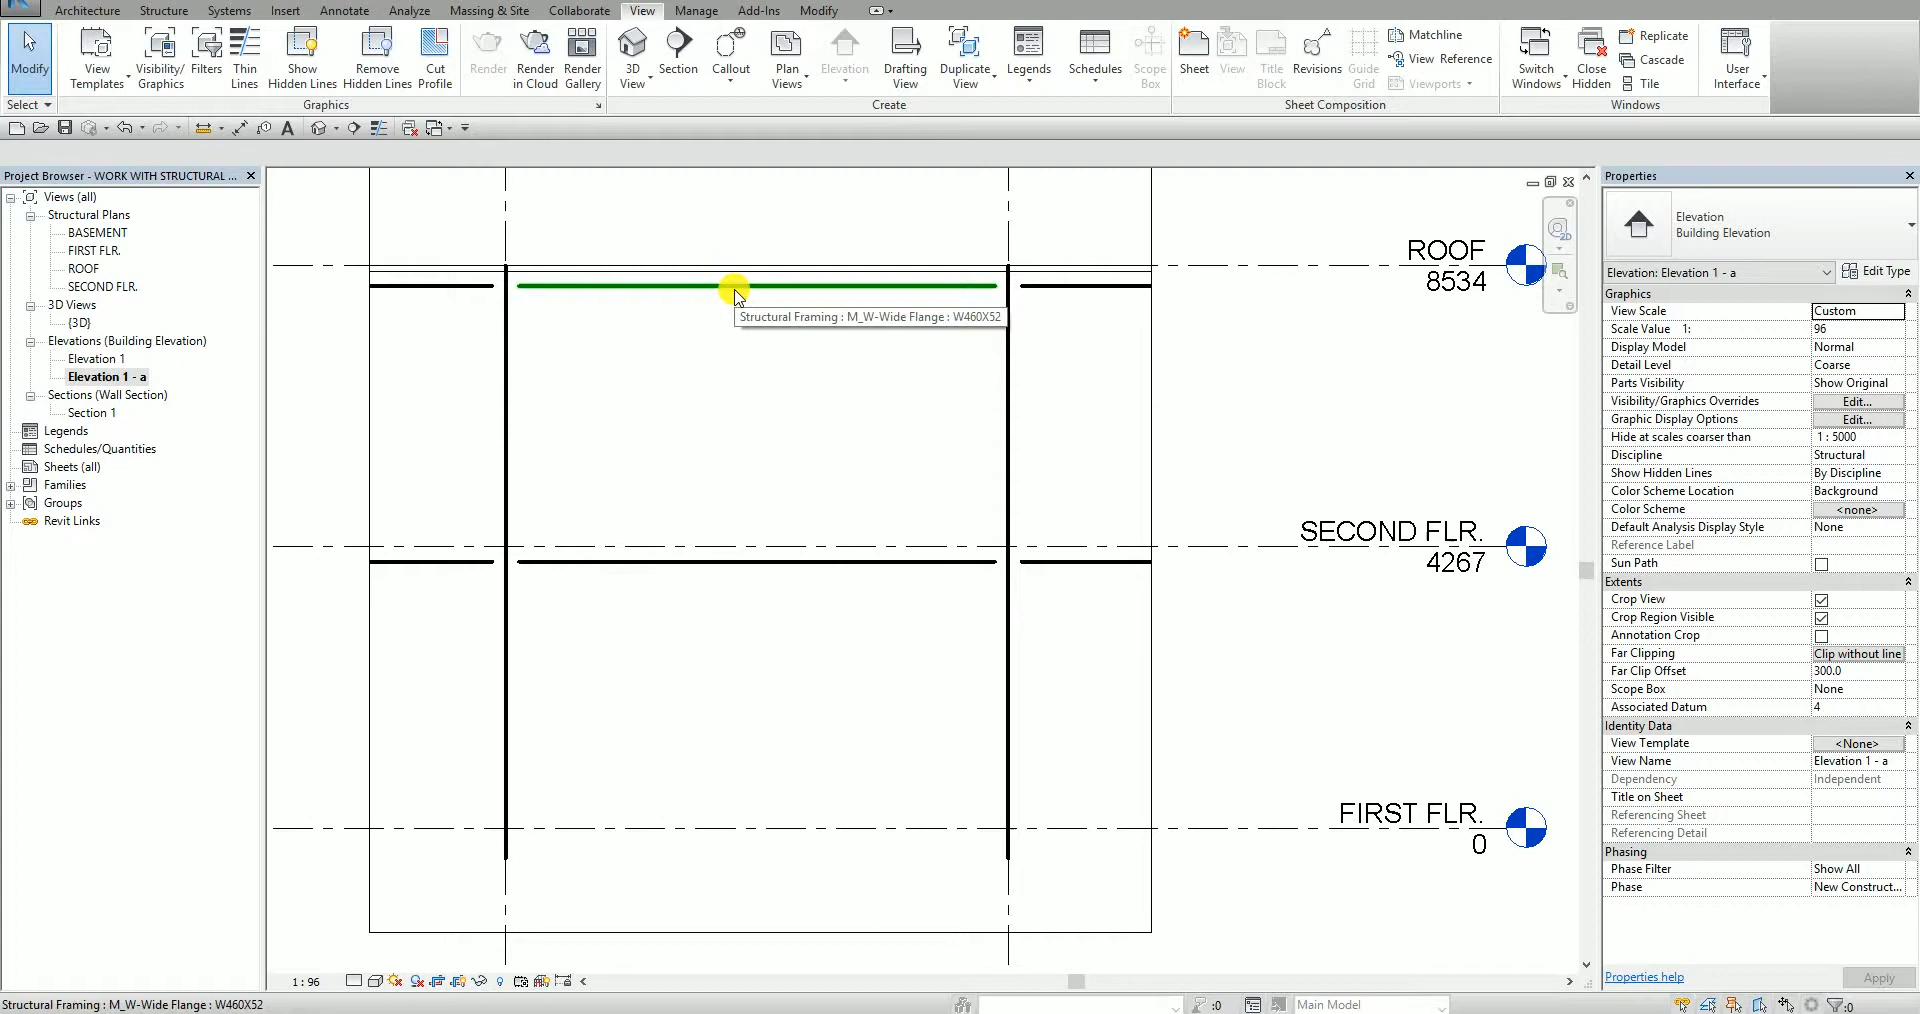 Architecture Structure Systems Insert Annotate Analyze Massing & Site Collaborate View Manage Add-Ins Modify
Modify
View Templates
Visibility/ Graphics
Filters
Thin Lines
Show Hidden Lines
Remove Hidden Lines
Cut Profile
Render
Render in Cloud
Render Gallery
3D View
Section
Callout
Plan Views
Elevation
Drafting View
Duplicate View
Legends
Schedules
Scope Box
Sheet
View
Title Block
Revisions
Guide Grid
Matchline
View Reference
Viewports
Switch Windows
Close Hidden
Replicate
Cascade
Tile
User Interface
Select Graphics Create Sheet Composition Windows
Project Browser - WORK WITH STRUCTURAL ...
Views (all)
Structural Plans
BASEMENT
FIRST FLR.
ROOF
SECOND FLR.
3D Views
{3D}
Elevations (Building Elevation)
Elevation 1
Elevation 1 - a
Sections (Wall Section)
Section 1
Legends
Schedules/Quantities
Sheets (all)
Families
Groups
Revit Links
2D
ROOF
8534
Structural Framing : M_W-Wide Flange : W460X52
SECOND FLR.
4267
FIRST FLR.
0
Properties
Elevation
Building Elevation
Elevation: Elevation 1 - a Edit Type
Graphics
View Scale Custom
Scale Value 1: 96
Display Model Normal
Detail Level Coarse
Parts Visibility Show Original
Visibility/Graphics Overrides Edit...
Graphic Display Options Edit...
Hide at scales coarser than 1 : 5000
Discipline Structural
Show Hidden Lines By Discipline
Color Scheme Location Background
Color Scheme <none>
Default Analysis Display Style None
Reference Label
Sun Path
Extents
Crop View
Crop Region Visible
Annotation Crop
Far Clipping Clip without line
Far Clip Offset 300.0
Scope Box None
Associated Datum 4
Identity Data
View Template <None>
View Name Elevation 1 - a
Dependency Independent
Title on Sheet
Referencing Sheet
Referencing Detail
Phasing
Phase Filter Show All
Phase New Construct...
Properties help Apply
1 : 96
Structural Framing : M_W-Wide Flange : W460X52 :0 Main Model :0